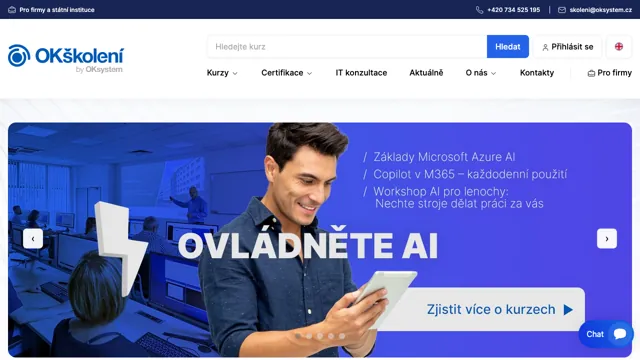 Pro firmy a státní instituce
+420 734 525 195 | skoleni@oksystem.cz
OKškolení
by OKsystem
Hledejte kurz
Hledat
Přihlásit se
Kurzy
Certifikace
IT konzultace
Aktuálně
O nás
Kontakty
Pro firmy
/ Základy Microsoft Azure AI
/ Copilot v M365 – každodenní použití
/ Workshop AI pro lenochy:
Nechte stroje dělat práci za vás
OVLÁDNĚTE AI
Zjistit více o kurzech
Chat